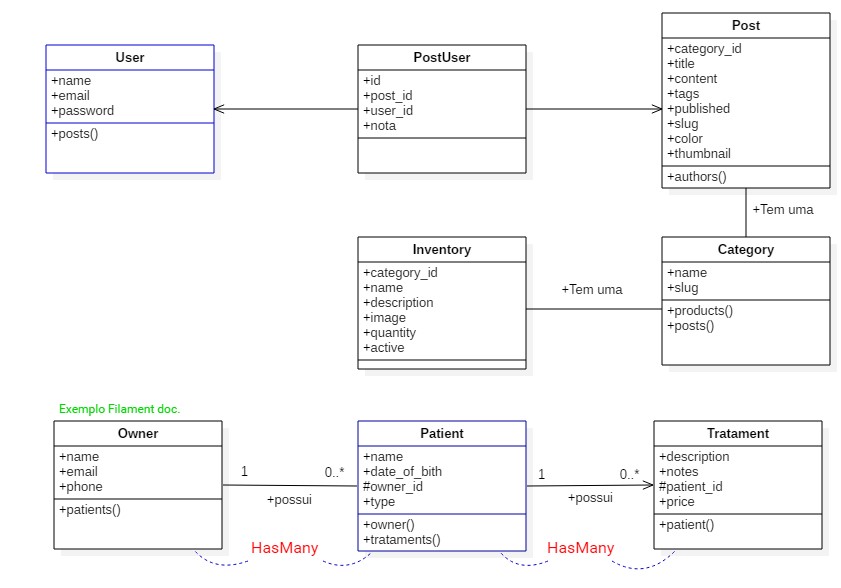 User
+name
+email
+password
+posts()
PostUser
+id
+post_id
+user_id
+nota
Post
+category_id
+title
+content
+tags
+published
+slug
+color
+thumbnail
+authors()
+Tem uma
Inventory
+category_id
+name
+description
+image
+quantity
+active
+Tem uma
Category
+name
+slug
+products()
+posts()
Exemplo Filament doc.
Owner
+name
+email
+phone
+patients()
1
0..*
+possui
Patient
+name
+date_of_bith
#owner_id
+type
+owner()
+trataments()
1
0..*
+possui
Tratament
+description
+notes
#patient_id
+price
+patient()
HasMany
HasMany